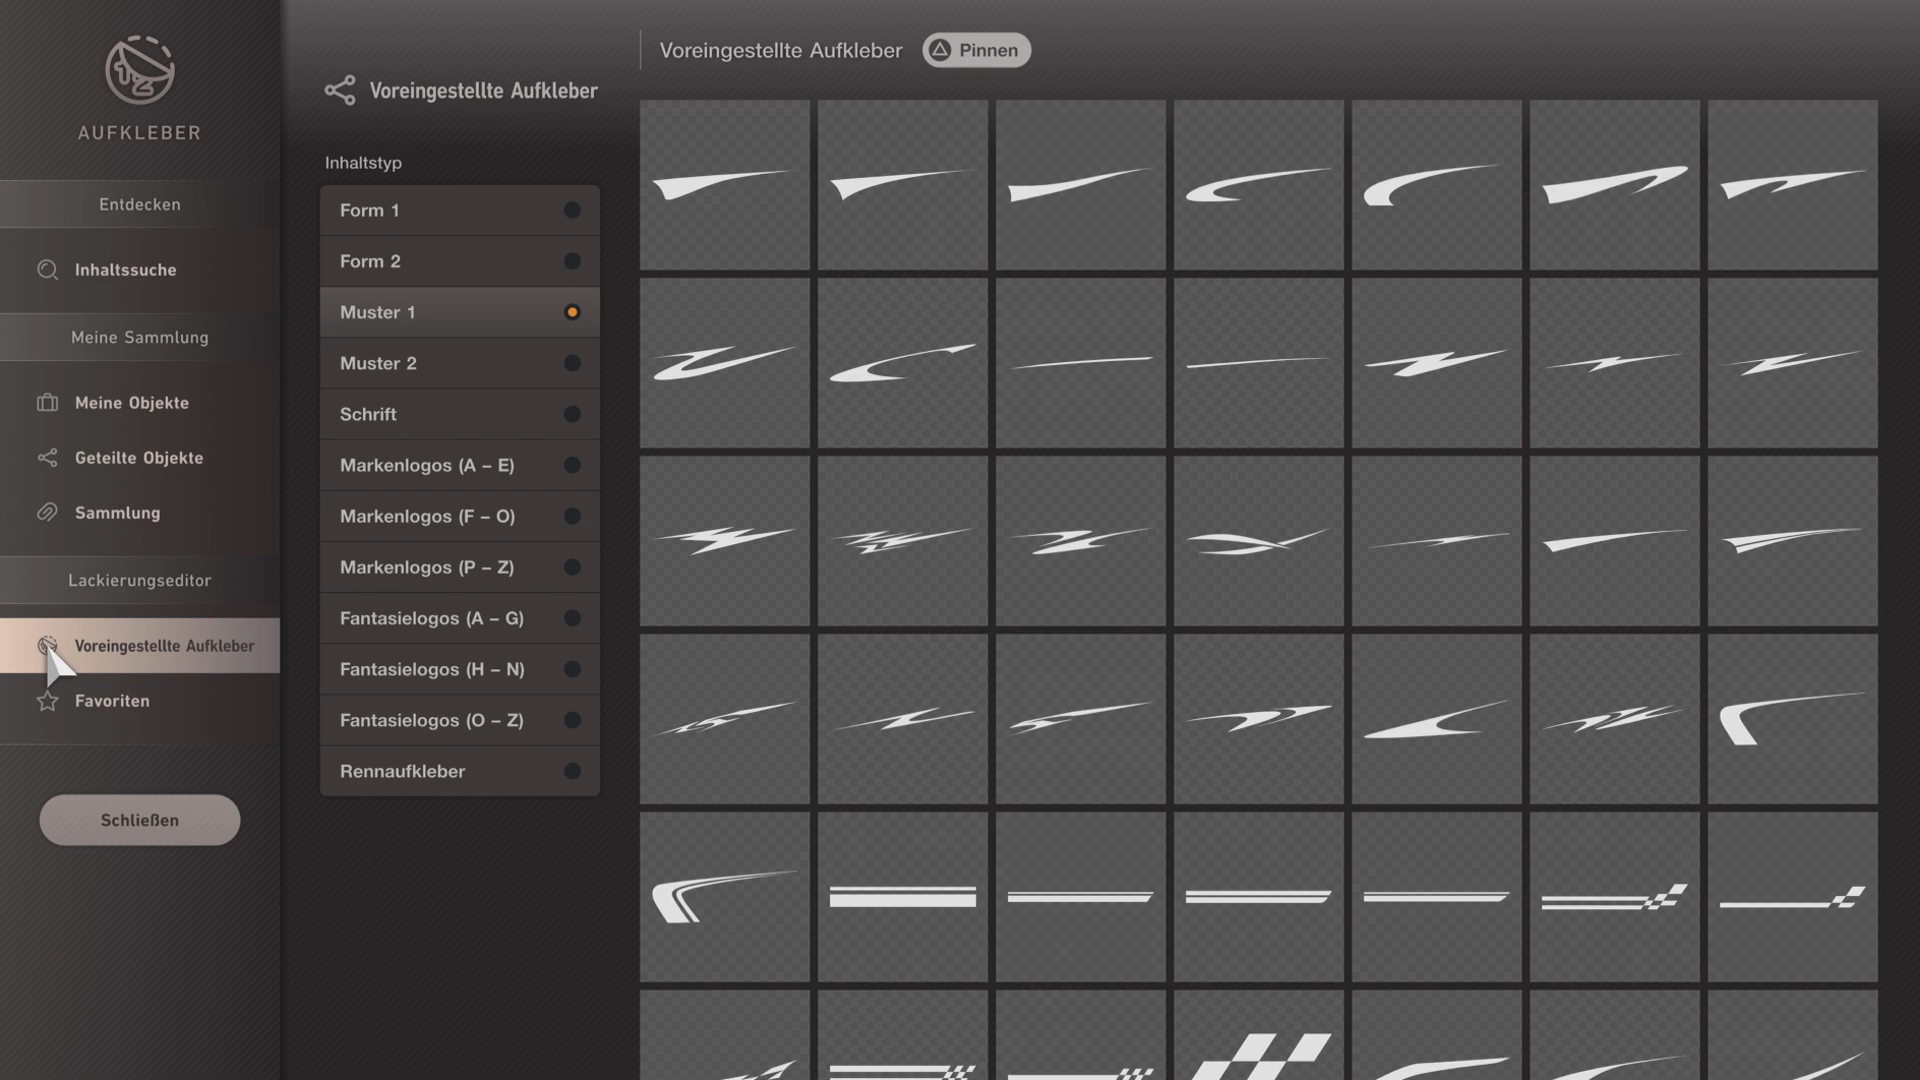 AUFKLEBER
Entdecken
Inhaltssuche
Meine Sammlung
Meine Objekte
Geteilte Objekte
Sammlung
Lackierungseditor
Voreingestellte Aufkleber
Favoriten
Schließen
Voreingestellte Aufkleber
Inhaltstyp
Form 1
Form 2
Muster 1
Muster 2
Schrift
Markenlogos (A – E)
Markenlogos (F – O)
Markenlogos (P – Z)
Fantasielogos (A – G)
Fantasielogos (H – N)
Fantasielogos (O – Z)
Rennaufkleber
Voreingestellte Aufkleber Pinnen